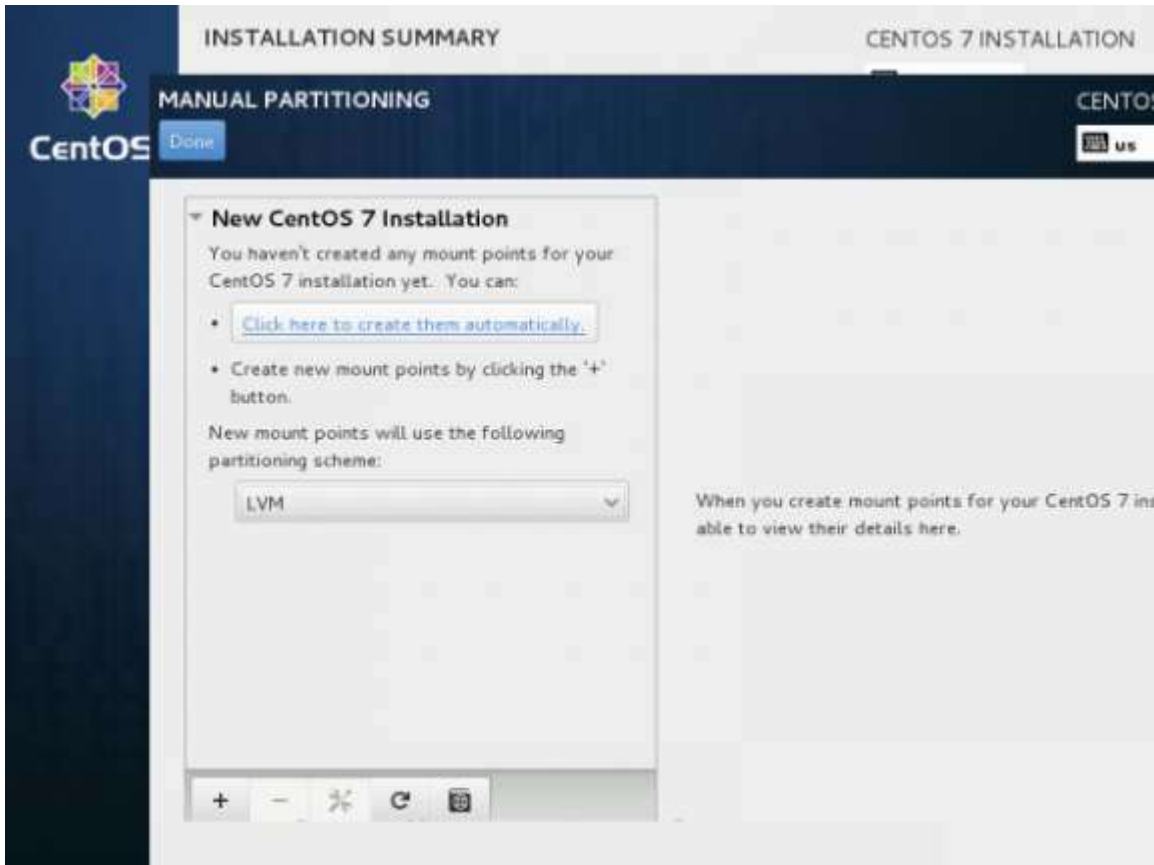 INSTALLATION SUMMARY
CENTOS 7 INSTALLATION
CentOS
MANUAL PARTITIONING
CENTOS
Done
us
New CentOS 7 Installation
You haven't created any mount points for your
CentOS 7 installation yet. You can:
• Click here to create them automatically.
• Create new mount points by clicking the '+'
button.
New mount points will use the following
partitioning scheme:
LVM
When you create mount points for your CentOS 7 ins
able to view their details here.
+ -